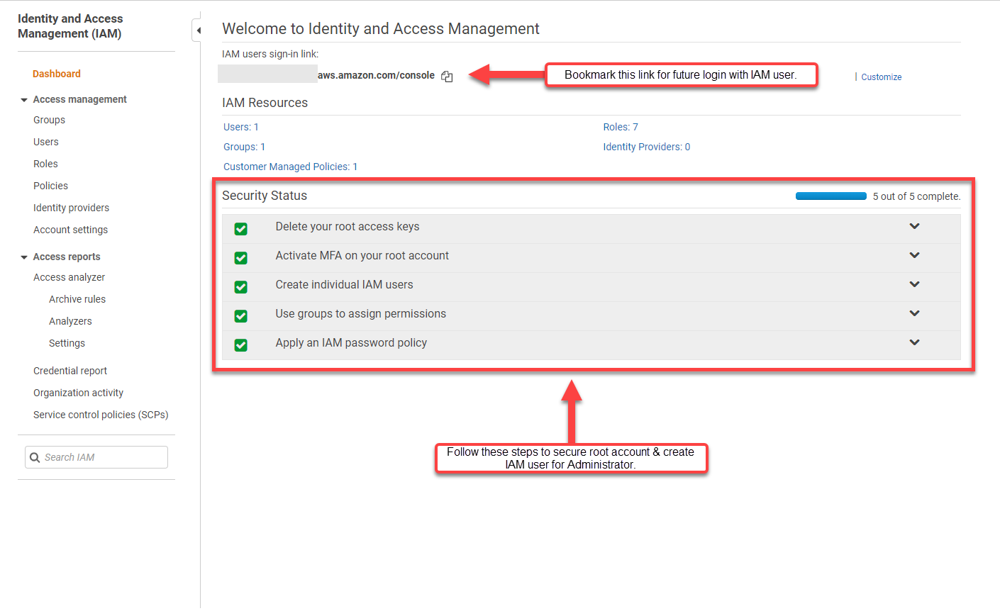 Identity and Access
Management (IAM)
Dashboard
Access management
Groups
Users
Roles
Policies
Identity providers
Account settings
Access reports
Access analyzer
Archive rules
Analyzers
Settings
Credential report
Organization activity
Service control policies (SCPs)
Search IAM
Welcome to Identity and Access Management
IAM users sign-in link:
aws.amazon.com/console
Bookmark this link for future login with IAM user.
| Customize
IAM Resources
Users: 1
Roles: 7
Groups: 1
Identity Providers: 0
Customer Managed Policies: 1
Security Status
5 out of 5 complete.
Delete your root access keys
Activate MFA on your root account
Create individual IAM users
Use groups to assign permissions
Apply an IAM password policy
Follow these steps to secure root account & create
IAM user for Administrator.